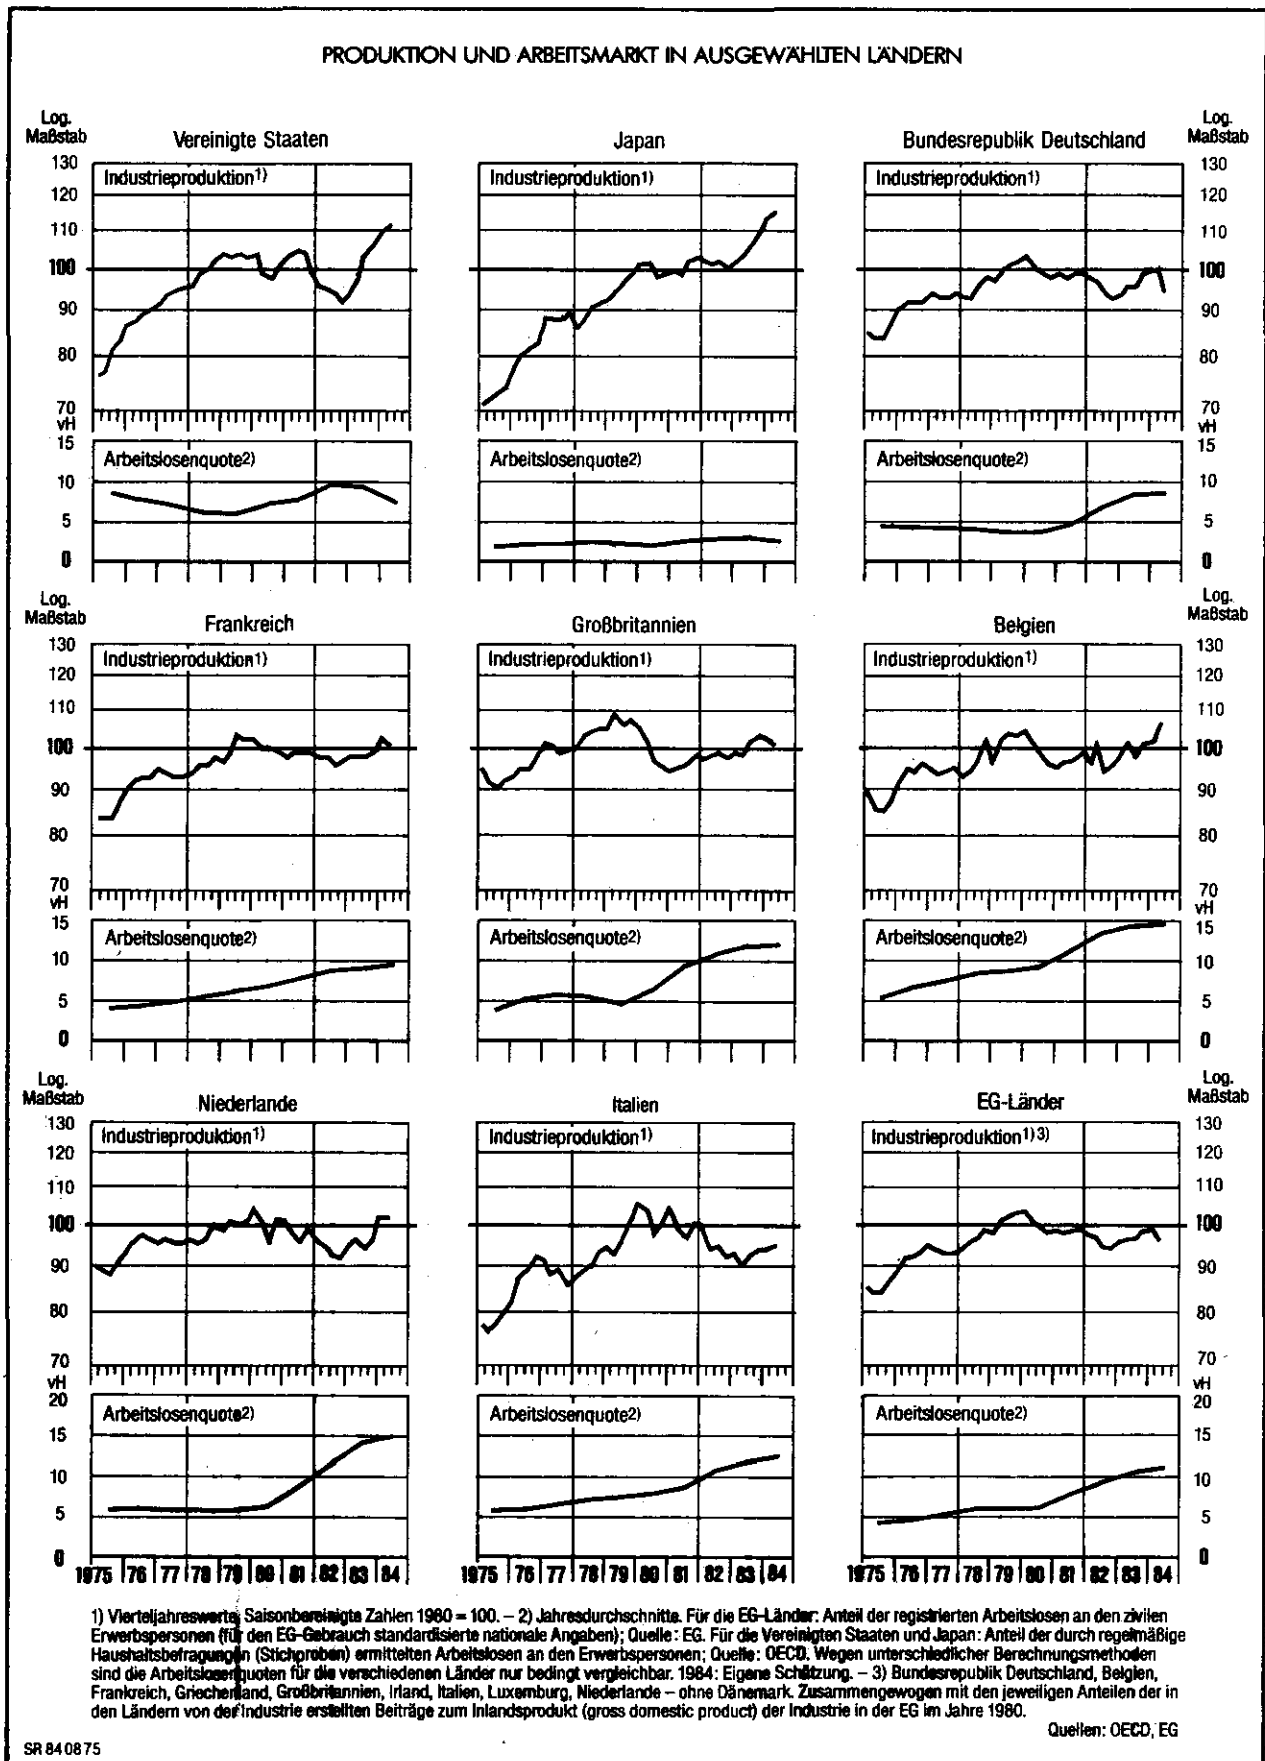 PRODUKTION UND ARBEITSMARKT IN AUSGEWÄHLTEN LÄNDERN
Log. Maßstab
Vereinigte Staaten
Japan
Bundesrepublik Deutschland
Log. Maßstab
130
Industrieproduktion1)
Industrieproduktion1)
Industrieproduktion1)
130
120
120
110
110
100
100
90
90
80
80
70
70
vH
vH
15
Arbeitslosenquote2)
Arbeitslosenquote2)
Arbeitslosenquote2)
15
10
10
5
5
0
0
Log. Maßstab
Frankreich
Großbritannien
Belgien
Log. Maßstab
130
Industrieproduktion1)
Industrieproduktion1)
Industrieproduktion1)
130
120
120
110
110
100
100
90
90
80
80
70
70
vH
vH
15
Arbeitslosenquote2)
Arbeitslosenquote2)
Arbeitslosenquote2)
15
10
10
5
5
0
0
Log. Maßstab
Niederlande
Italien
EG-Länder
Log. Maßstab
130
Industrieproduktion1)
Industrieproduktion1)
Industrieproduktion1)3)
130
120
120
110
110
100
100
90
90
80
80
70
70
vH
vH
20
Arbeitslosenquote2)
Arbeitslosenquote2)
Arbeitslosenquote2)
20
15
15
10
10
5
5
0
0
1975 76 77 78 79 80 81 82 83 84
1975 76 77 78 79 80 81 82 83 84
1975 76 77 78 79 80 81 82 83 84
1) Vierteljahreswerte; Saisonbereinigte Zahlen 1980 = 100. – 2) Jahresdurchschnitte. Für die EG-Länder: Anteil der registrierten Arbeitslosen an den zivilen
Erwerbspersonen (für den EG-Gebrauch standardisierte nationale Angaben); Quelle: EG. Für die Vereinigten Staaten und Japan: Anteil der durch regelmäßige
Haushaltsbefragungen (Stichproben) ermittelten Arbeitslosen an den Erwerbspersonen; Quelle: OECD. Wegen unterschiedlicher Berechnungsmethoden
sind die Arbeitslosenquoten für die verschiedenen Länder nur bedingt vergleichbar. 1984: Eigene Schätzung. – 3) Bundesrepublik Deutschland, Belgien,
Frankreich, Griechenland, Großbritannien, Irland, Italien, Luxemburg, Niederlande – ohne Dänemark. Zusammengewogen mit den jeweiligen Anteilen der in
den Ländern von der Industrie erstellten Beiträge zum Inlandsprodukt (gross domestic product) der Industrie in der EG im Jahre 1980.
Quellen: OECD, EG
SR 840875